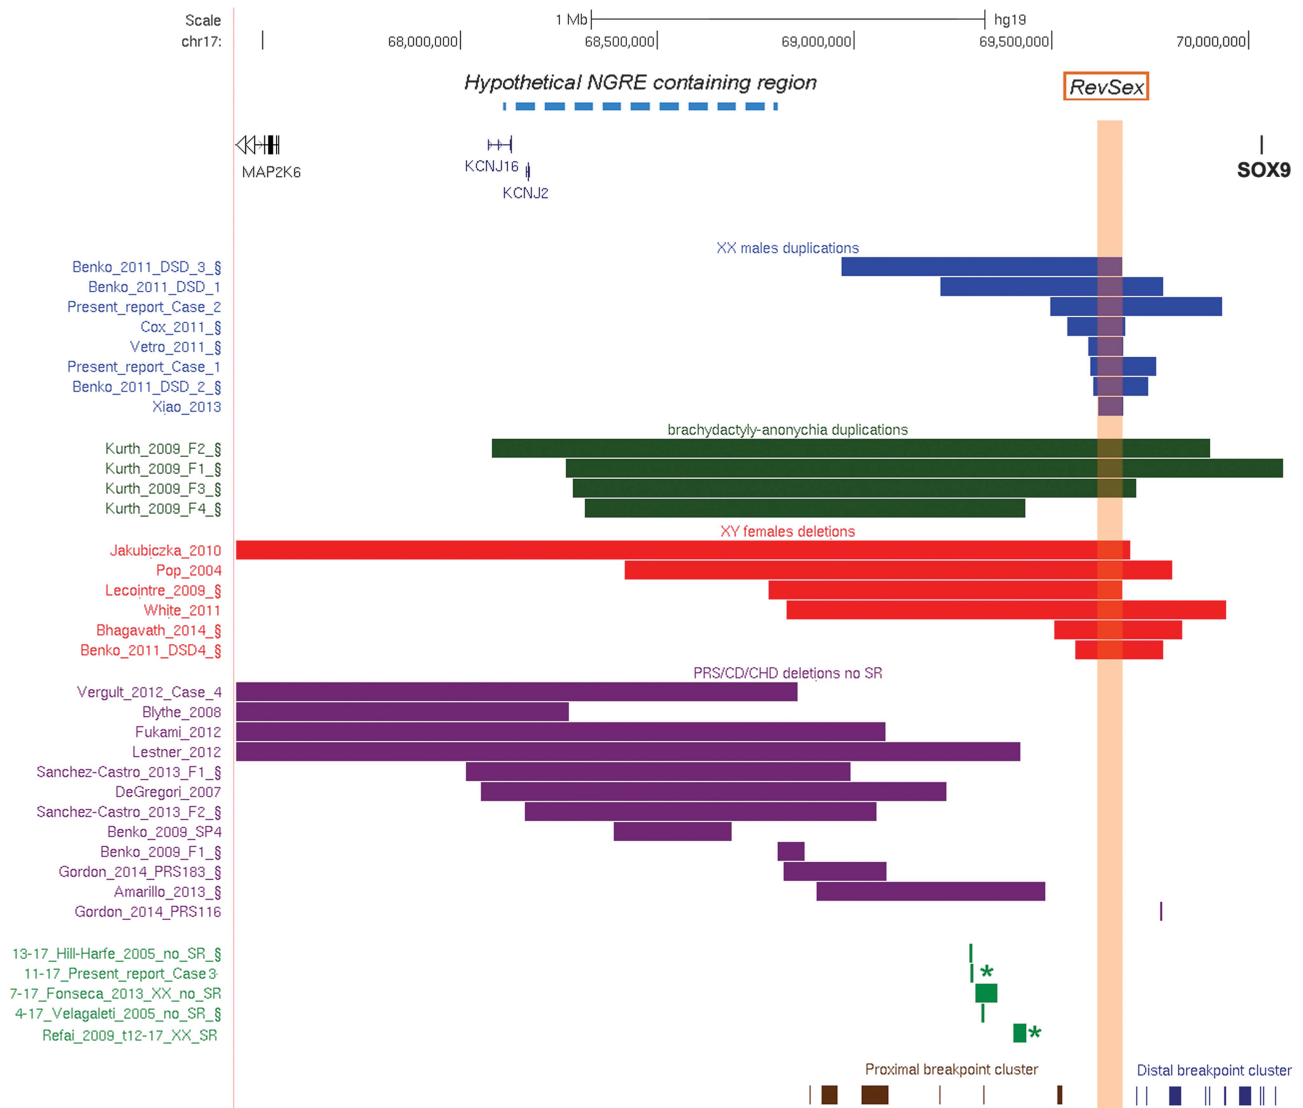 Scale 1 Mb hg19
chr17: 68,000,000 68,500,000 69,000,000 69,500,000 70,000,000
Hypothetical NGRE containing region
RevSex
MAP2K6
KCNJ16
KCNJ2
SOX9
XX males duplications
Benko_2011_DSD_3_§
Benko_2011_DSD_1
Present_report_Case_2
Cox_2011_§
Vetro_2011_§
Present_report_Case_1
Benko_2011_DSD_2_§
Xiao_2013
brachydactyly-anonychia duplications
Kurth_2009_F2_§
Kurth_2009_F1_§
Kurth_2009_F3_§
Kurth_2009_F4_§
XY females deletions
Jakubiczka_2010
Pop_2004
Lecointre_2009_§
White_2011
Bhagavath_2014_§
Benko_2011_DSD4_§
PRS/CD/CHD deletions no SR
Vergult_2012_Case_4
Blythe_2008
Fukami_2012
Lestner_2012
Sanchez-Castro_2013_F1_§
DeGregori_2007
Sanchez-Castro_2013_F2_§
Benko_2009_SP4
Benko_2009_F1_§
Gordon_2014_PRS183_§
Amarillo_2013_§
Gordon_2014_PRS116
13-17_Hill-Harfe_2005_no_SR_§
11-17_Present_report_Case3 *
7-17_Fonseca_2013_XX_no_SR
4-17_Velagaleti_2005_no_SR_§
Refai_2009_t12-17_XX_SR *
Proximal breakpoint cluster
Distal breakpoint cluster